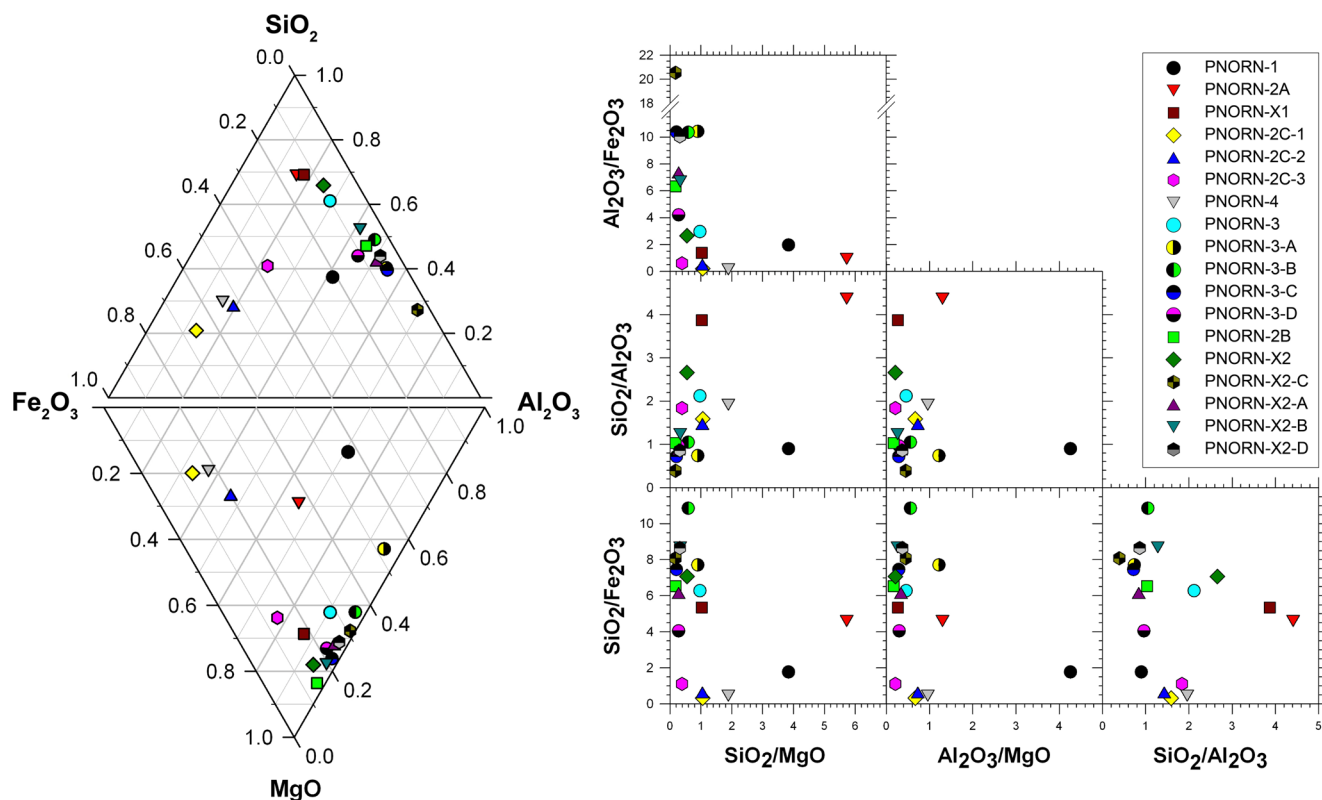 SiO2
0.0
1.0
0.2
0.8
0.4
0.6
0.6
0.4
0.8
0.2
1.0
Fe2O3
Al2O3
1.0
0.2
0.8
0.4
0.6
0.6
0.4
0.8
0.2
1.0
0.0
MgO
Al2O3/Fe2O3
22
20
18
10
8
6
4
2
0
SiO2/Al2O3
4
3
2
1
0
SiO2/Fe2O3
10
8
6
4
2
0
0 1 2 3 4 5 6
0 1 2 3 4
0 1 2 3 4 5
SiO2/MgO
Al2O3/MgO
SiO2/Al2O3
PNORN-1
PNORN-2A
PNORN-X1
PNORN-2C-1
PNORN-2C-2
PNORN-2C-3
PNORN-4
PNORN-3
PNORN-3-A
PNORN-3-B
PNORN-3-C
PNORN-3-D
PNORN-2B
PNORN-X2
PNORN-X2-C
PNORN-X2-A
PNORN-X2-B
PNORN-X2-D